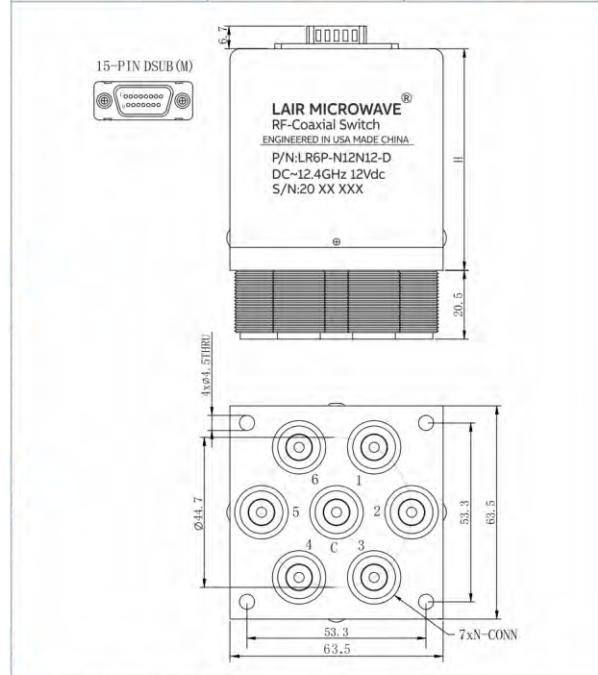 6.7
15-PIN DSUB(M)
LAIR MICROWAVE®
RF-Coaxial Switch
ENGINEERED IN USA MADE CHINA
P/N:LR6P-N12N12-D
DC~12.4GHz 12Vdc
S/N:20 XX XXX
H
20.5
4xø4.5THRU
6 1
5 2
4 C 3
Ø44.7
53.3
63.5
53.3
63.5
7xN-CONN